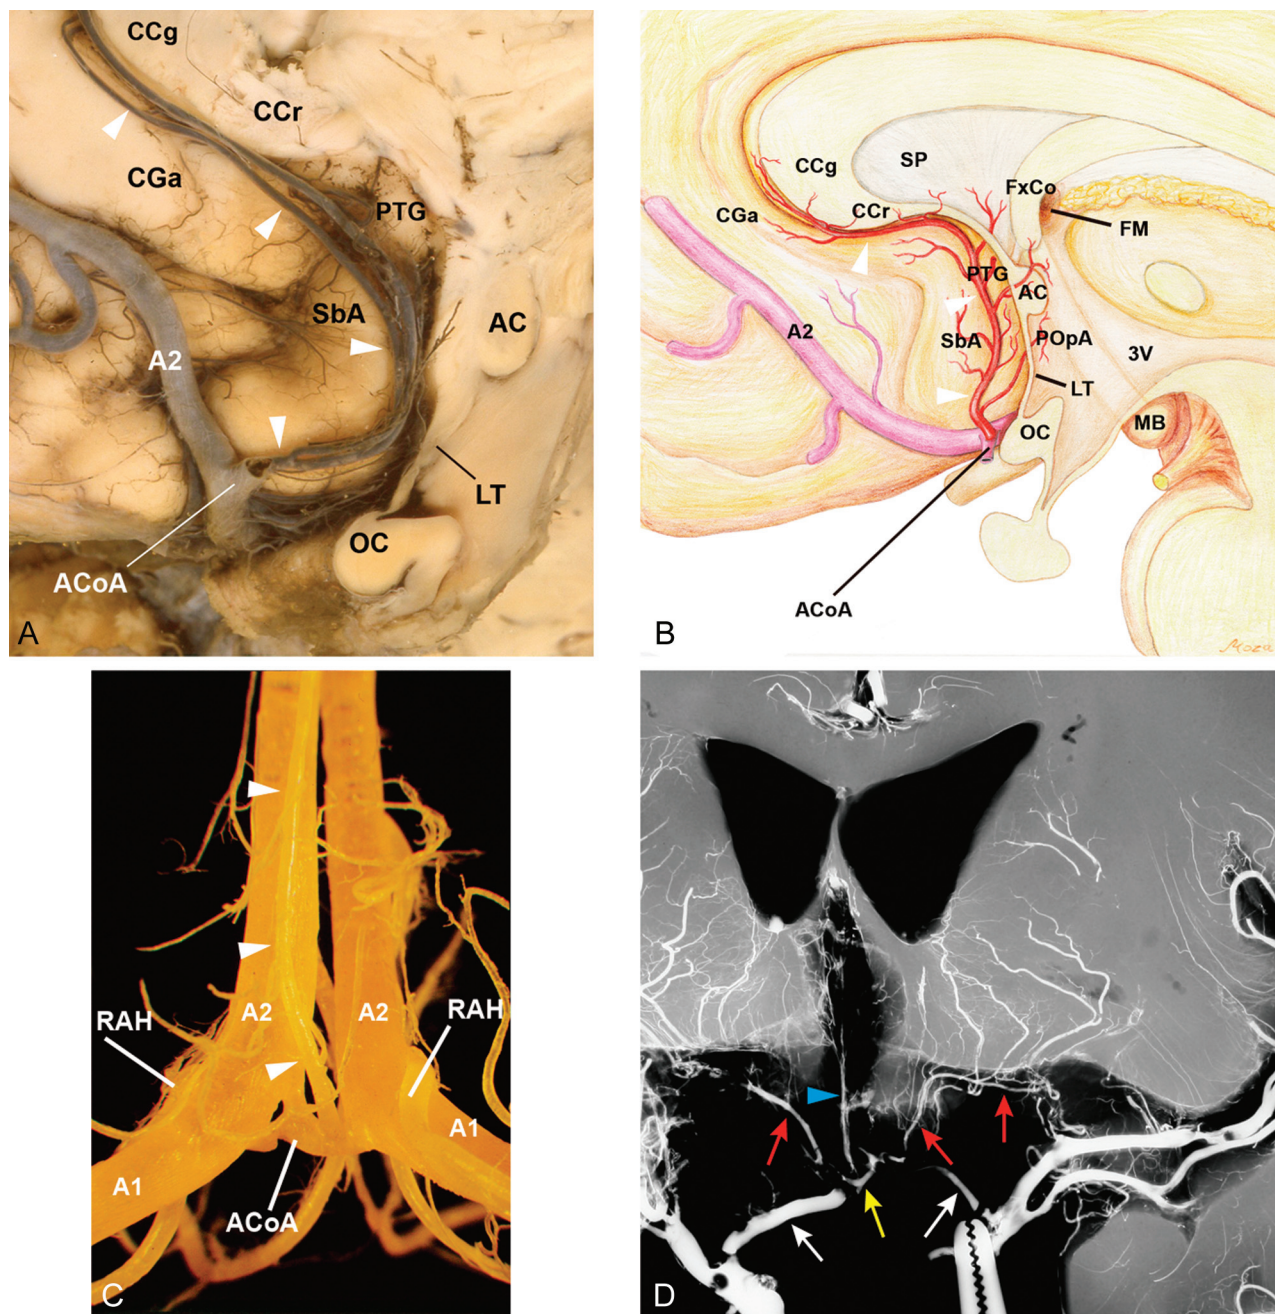 CCg
CCr
CGa
PTG
SbA
AC
A2
LT
OC
ACoA
A
SP
CCg
FxCo
CGa
CCr
FM
PTG
AC
A2
SbA
POpA
3V
LT
OC
MB
ACoA
B
Moza
RAH
A2
A2
RAH
A1
A1
ACoA
C
D